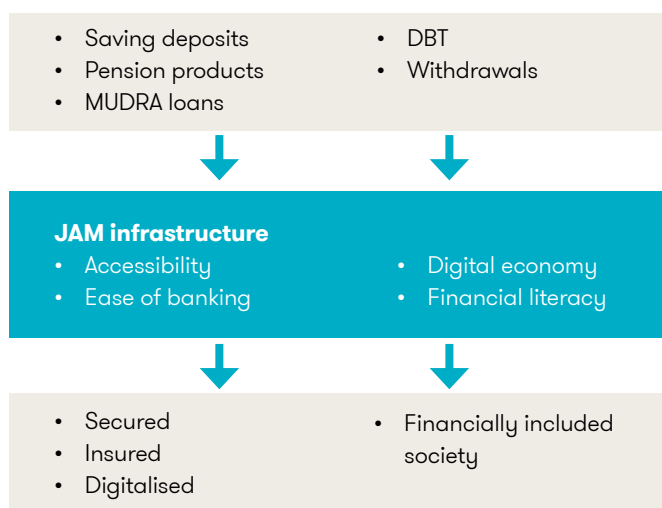 • Saving deposits
• Pension products
• MUDRA loans
• DBT
• Withdrawals
JAM infrastructure
• Accessibility
• Ease of banking
• Digital economy
• Financial literacy
• Secured
• Insured
• Digitalised
• Financially included
society